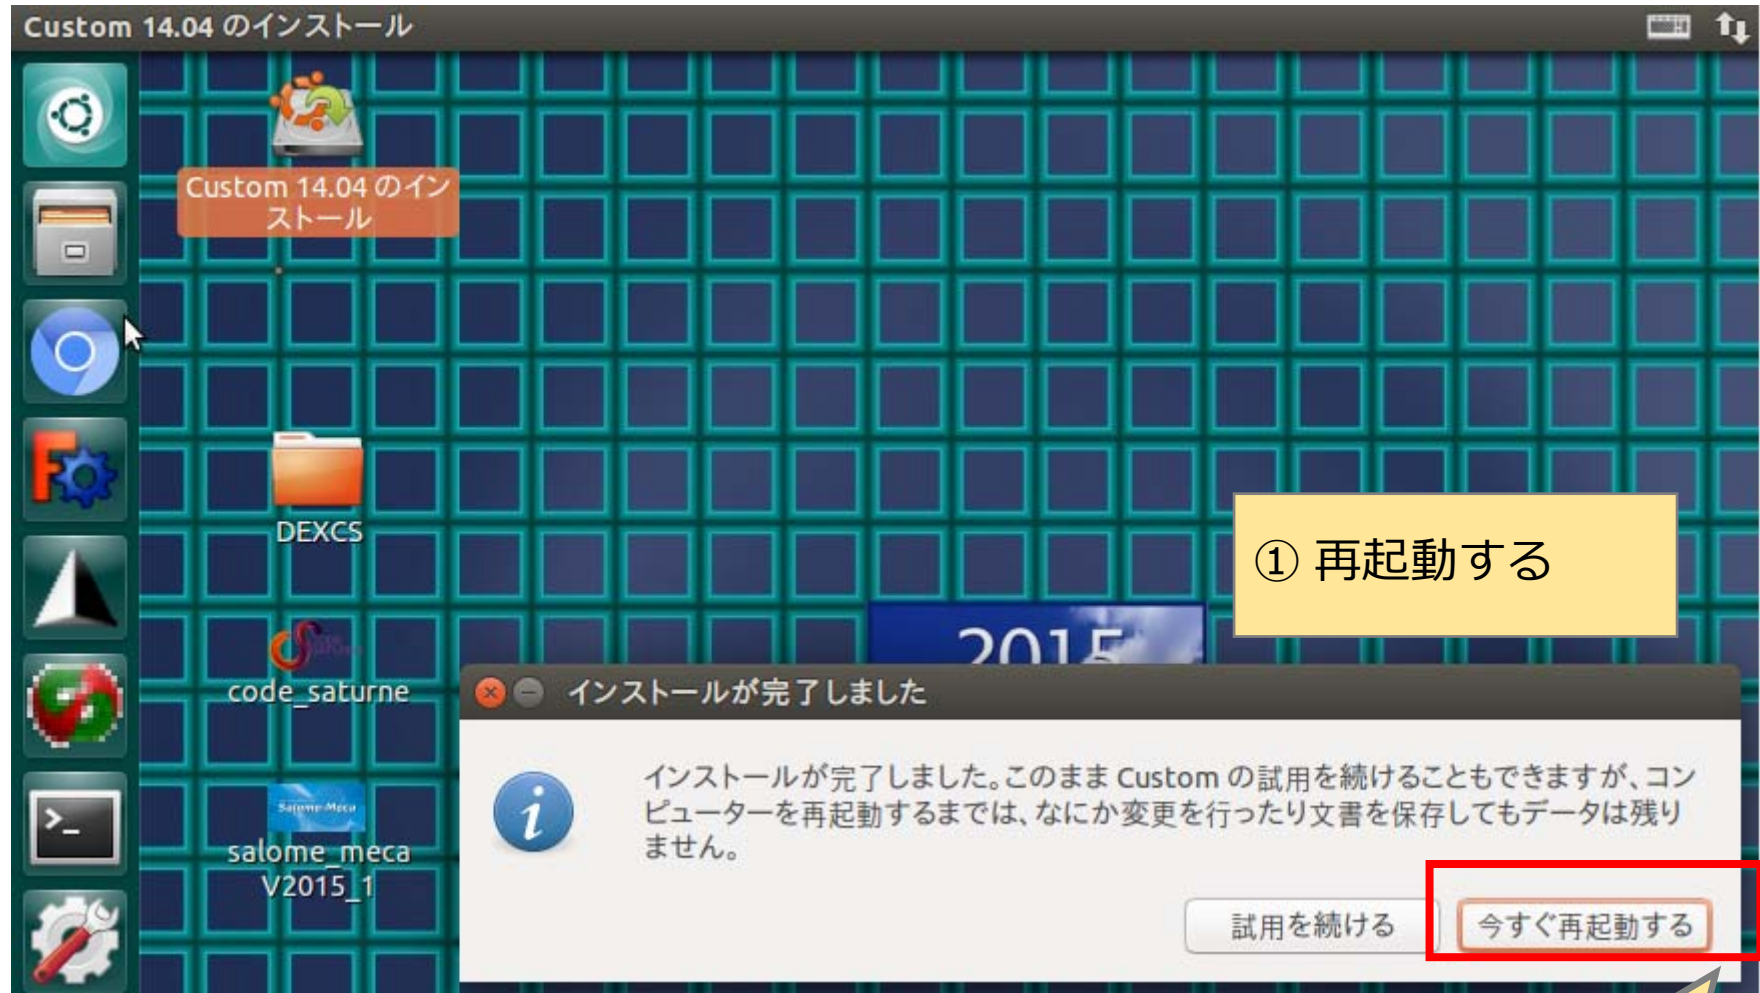 Custom 14.04 のインストール
Custom 14.04 のイン
ストール
DEXCS
① 再起動する
2015
code_saturne
インストールが完了しました
インストールが完了しました。このまま Custom の試用を続けることもできますが、コン
ピューターを再起動するまでは、なにか変更を行ったり文書を保存してもデータは残り
ません。
Salome-Meca
salome_meca
V2015_1
試用を続ける
今すぐ再起動する